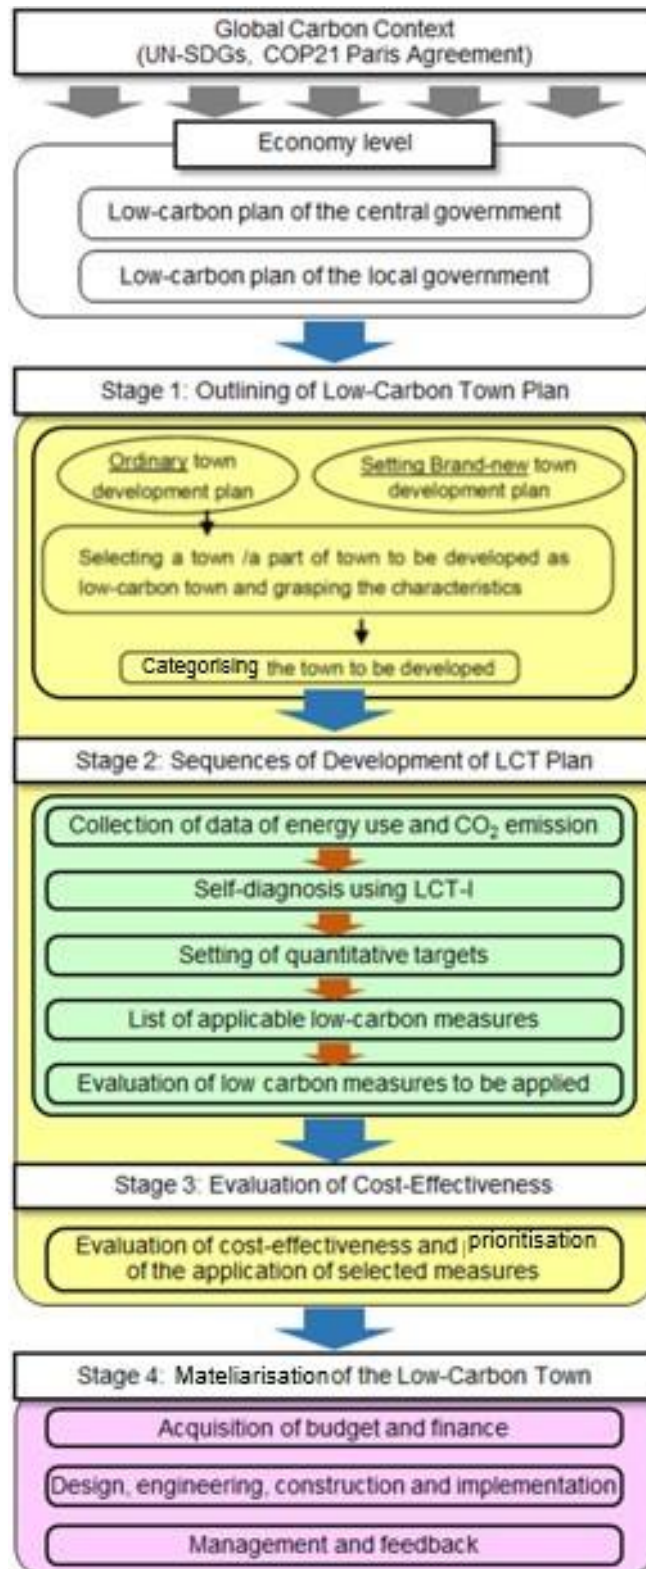 Global Carbon Context
(UN-SDGs, COP21 Paris Agreement)
Economy level
Low-carbon plan of the central government
Low-carbon plan of the local government
Stage 1: Outlining of Low-Carbon Town Plan
Ordinary town
development plan
Setting Brand-new town
development plan
Selecting a town /a part of town to be developed as
low-carbon town and grasping the characteristics
Categorising the town to be developed
Stage 2: Sequences of Development of LCT Plan
Collection of data of energy use and CO₂ emission
Self-diagnosis using LCT-I
Setting of quantitative targets
List of applicable low-carbon measures
Evaluation of low carbon measures to be applied
Stage 3: Evaluation of Cost-Effectiveness
Evaluation of cost-effectiveness and prioritisation
of the application of selected measures
Stage 4: Mateliarisation of the Low-Carbon Town
Acquisition of budget and finance
Design, engineering, construction and implementation
Management and feedback